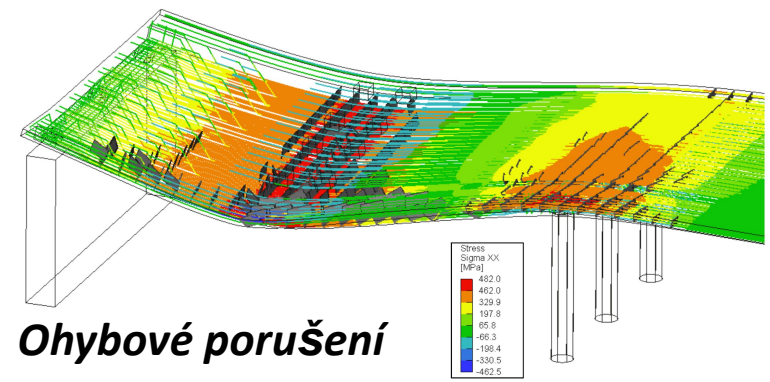 Stress
Sigma XX
[MPa]
482.0
462.0
329.9
197.8
65.8
-66.3
-198.4
-330.5
-462.5
Ohybové porušení